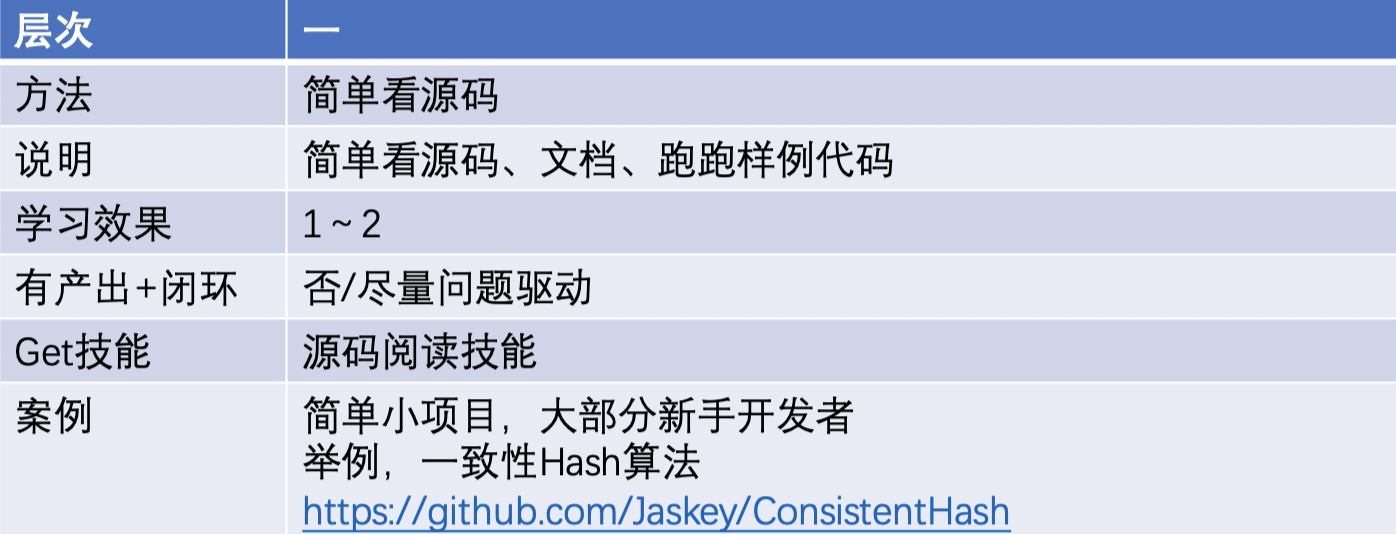 层次 一
方法 简单看源码
说明 简单看源码、文档、跑跑样例代码
学习效果 1 ~ 2
有产出+闭环 否/尽量问题驱动
Get技能 源码阅读技能
案例 简单小项目，大部分新手开发者
举例，一致性Hash算法
https://github.com/Jaskey/ConsistentHash